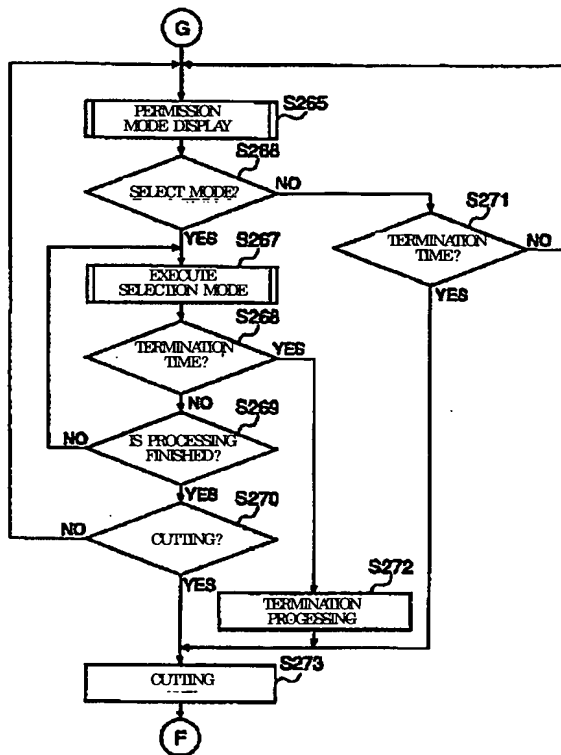 G
S265
PERMISSION
MODE DISPLAY
S266
SELECT MODE?
NO
S271
YES
TERMINATION
TIME?
NO
S267
EXECUTE
SELECTION MODE
YES
S268
TERMINATION
TIME?
YES
NO
S269
IS PROCESSING
FINISHED?
NO
YES
S270
CUTTING?
NO
YES
S272
TERMINATION
PROGESSING
S273
CUTTING
F